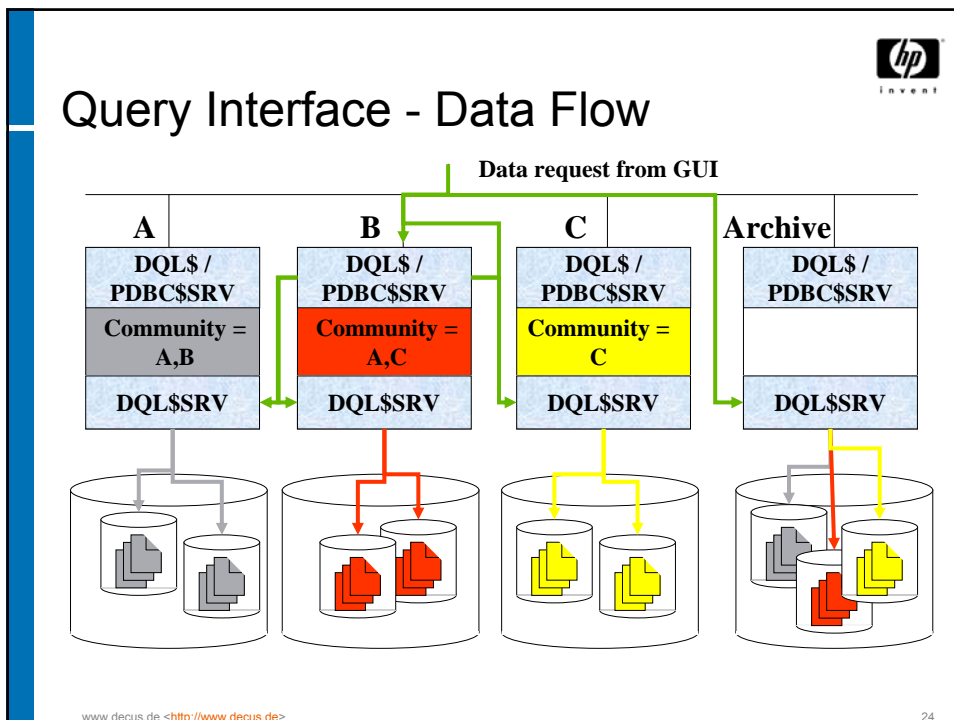 hp
invent
Query Interface - Data Flow
Data request from GUI
A
B
C
Archive
DQL$ /
PDBC$SRV
Community =
A,B
DQL$SRV
DQL$ /
PDBC$SRV
Community =
A,C
DQL$SRV
DQL$ /
PDBC$SRV
Community =
C
DQL$SRV
DQL$ /
PDBC$SRV
DQL$SRV
www.decus.de <http://www.decus.de>
24